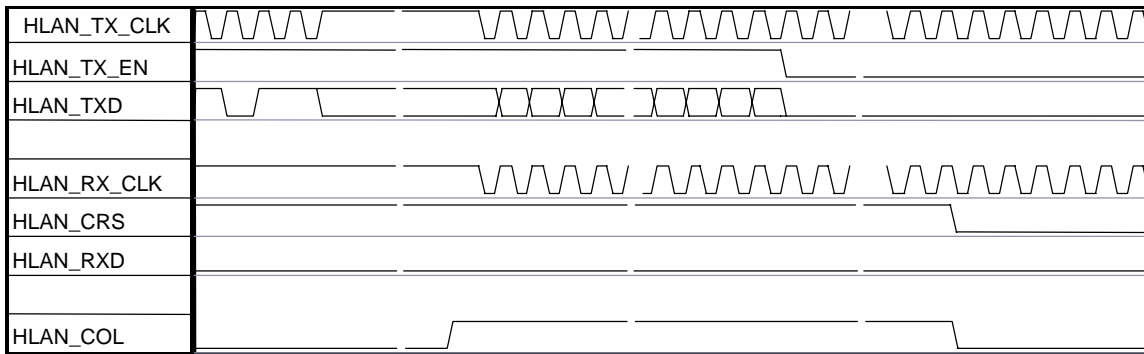 HLAN_TX_CLK
HLAN_TX_EN
HLAN_TXD
HLAN_RX_CLK
HLAN_CRS
HLAN_RXD
HLAN_COL